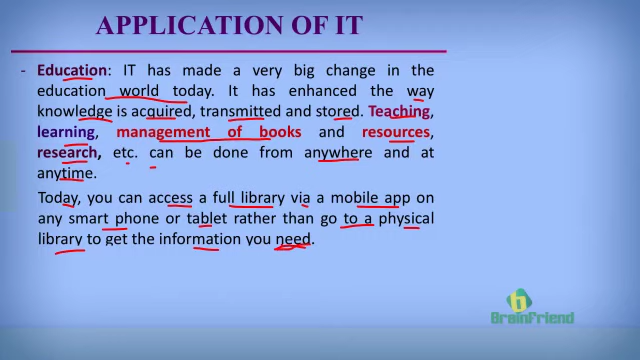 APPLICATION OF IT
- Education: IT has made a very big change in the
education world today. It has enhanced the way
knowledge is acquired, transmitted and stored. Teaching,
learning, management of books and resources,
research, etc. can be done from anywhere and at
anytime.
Today, you can access a full library via a mobile app on
any smart phone or tablet rather than go to a physical
library to get the information you need.
b
BrainFriend